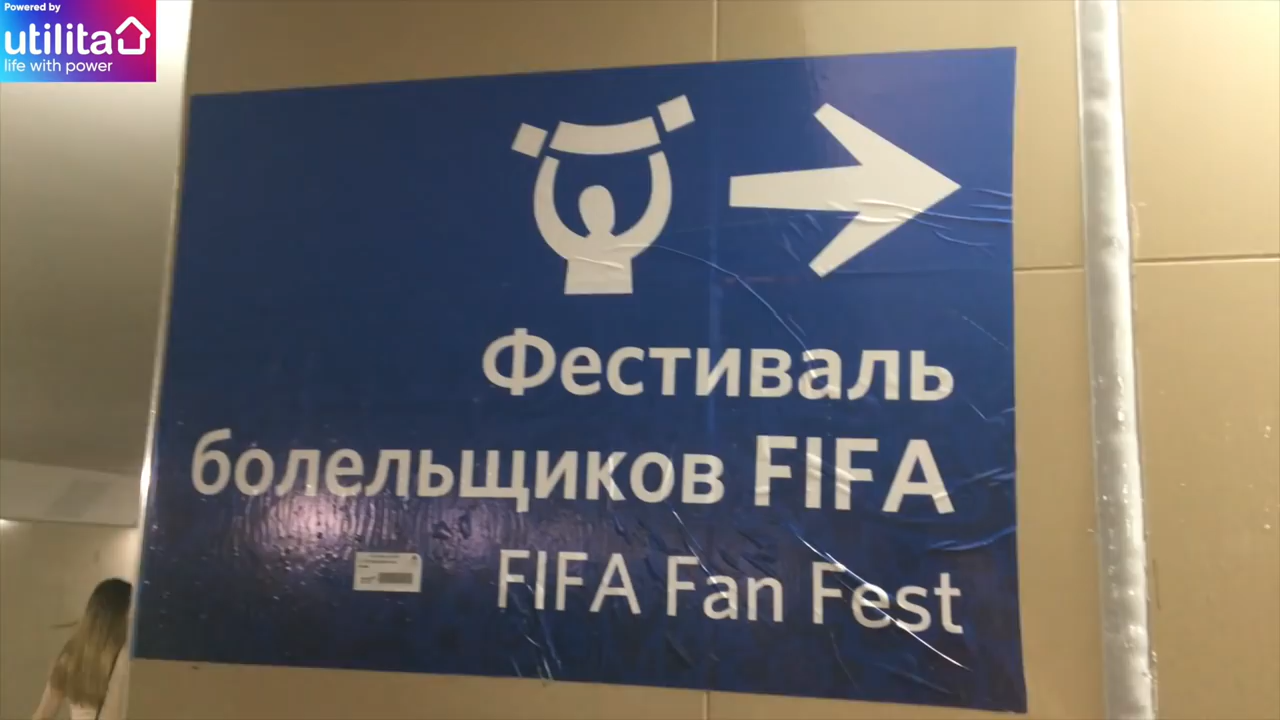 Powered by
utilita
life with power
Фестиваль
болельщиков FIFA
FIFA Fan Fest